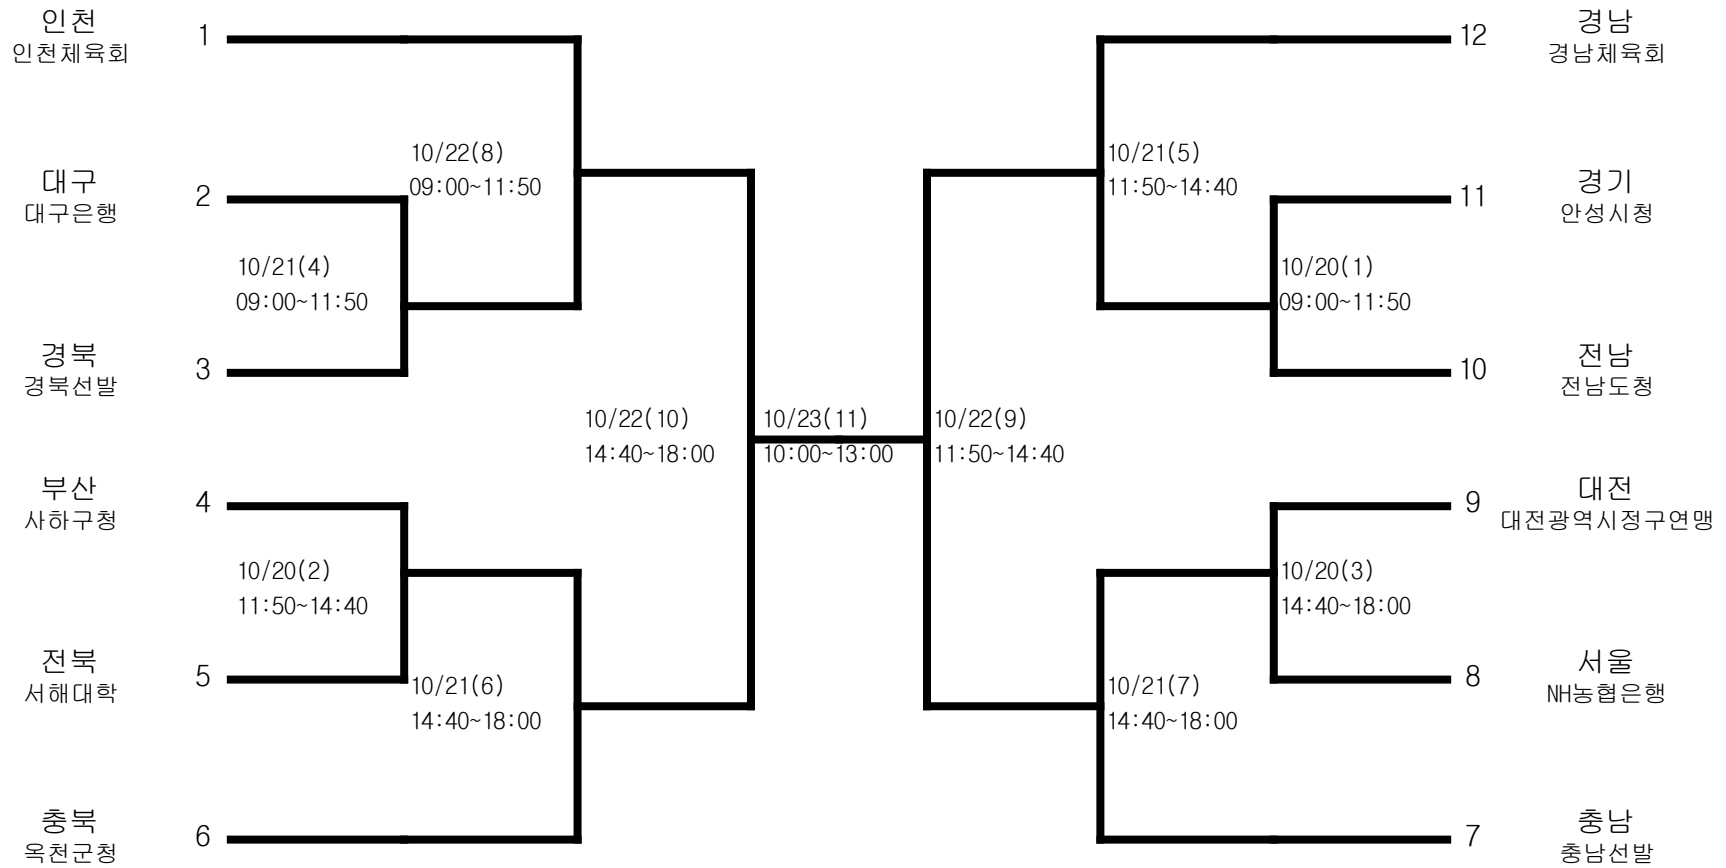 인천
인천체육회
1
대구
대구은행
2
경북
경북선발
3
부산
사하구청
4
전북
서해대학
5
충북
옥천군청
6
10/21(4)
09:00~11:50
10/20(2)
11:50~14:40
10/22(8)
09:00~11:50
10/21(6)
14:40~18:00
10/22(10)
14:40~18:00
10/23(11)
10:00~13:00
10/22(9)
11:50~14:40
10/21(5)
11:50~14:40
10/21(7)
14:40~18:00
10/20(1)
09:00~11:50
10/20(3)
14:40~18:00
12
경남
경남체육회
11
경기
안성시청
10
전남
전남도청
9
대전
대전광역시정구연맹
8
서울
NH농협은행
7
충남
충남선발